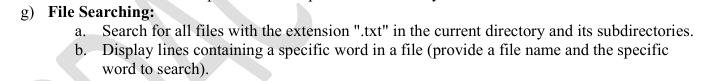 g) File Searching:
a. Search for all files with the extension ".txt" in the current directory and its subdirectories.
b. Display lines containing a specific word in a file (provide a file name and the specific
word to search).